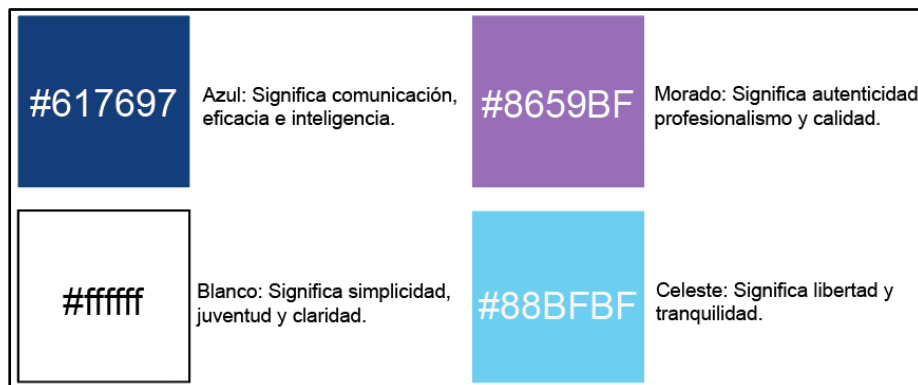 #617697
Azul: Significa comunicación,
eficacia e inteligencia.
#8659BF
Morado: Significa autenticidad
profesionalismo y calidad.
#ffffff
Blanco: Significa simplicidad,
juventud y claridad.
#88BFBF
Celeste: Significa libertad y
tranquilidad.